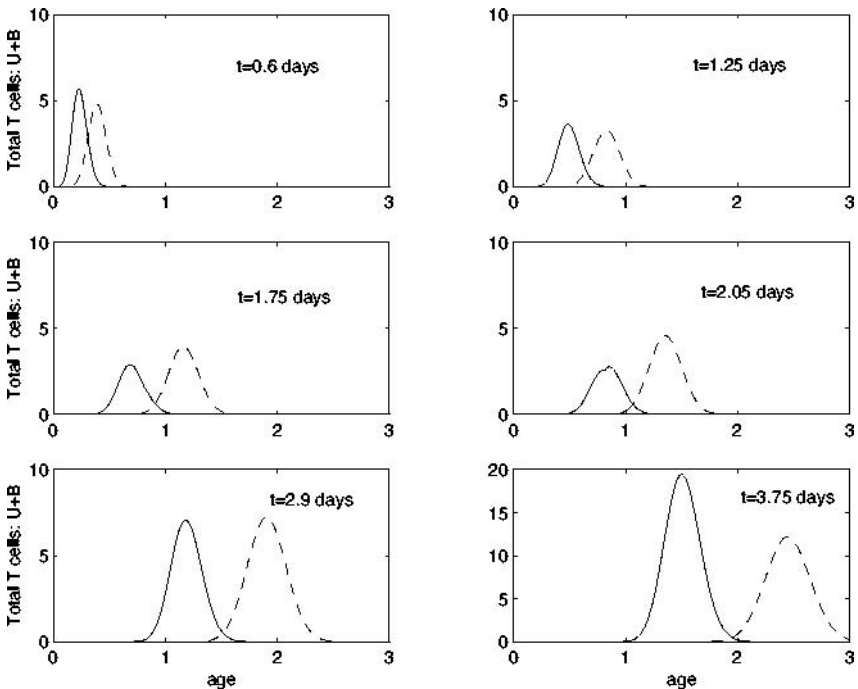 Total T cells: U+B
10
5
0
0 1 2 3
t=0.6 days
10
5
0
0 1 2 3
t=1.25 days
Total T cells: U+B
10
5
0
0 1 2 3
t=1.75 days
10
5
0
0 1 2 3
t=2.05 days
Total T cells: U+B
10
5
0
0 1 2 3
age
t=2.9 days
20
15
10
5
0
0 1 2 3
age
t=3.75 days